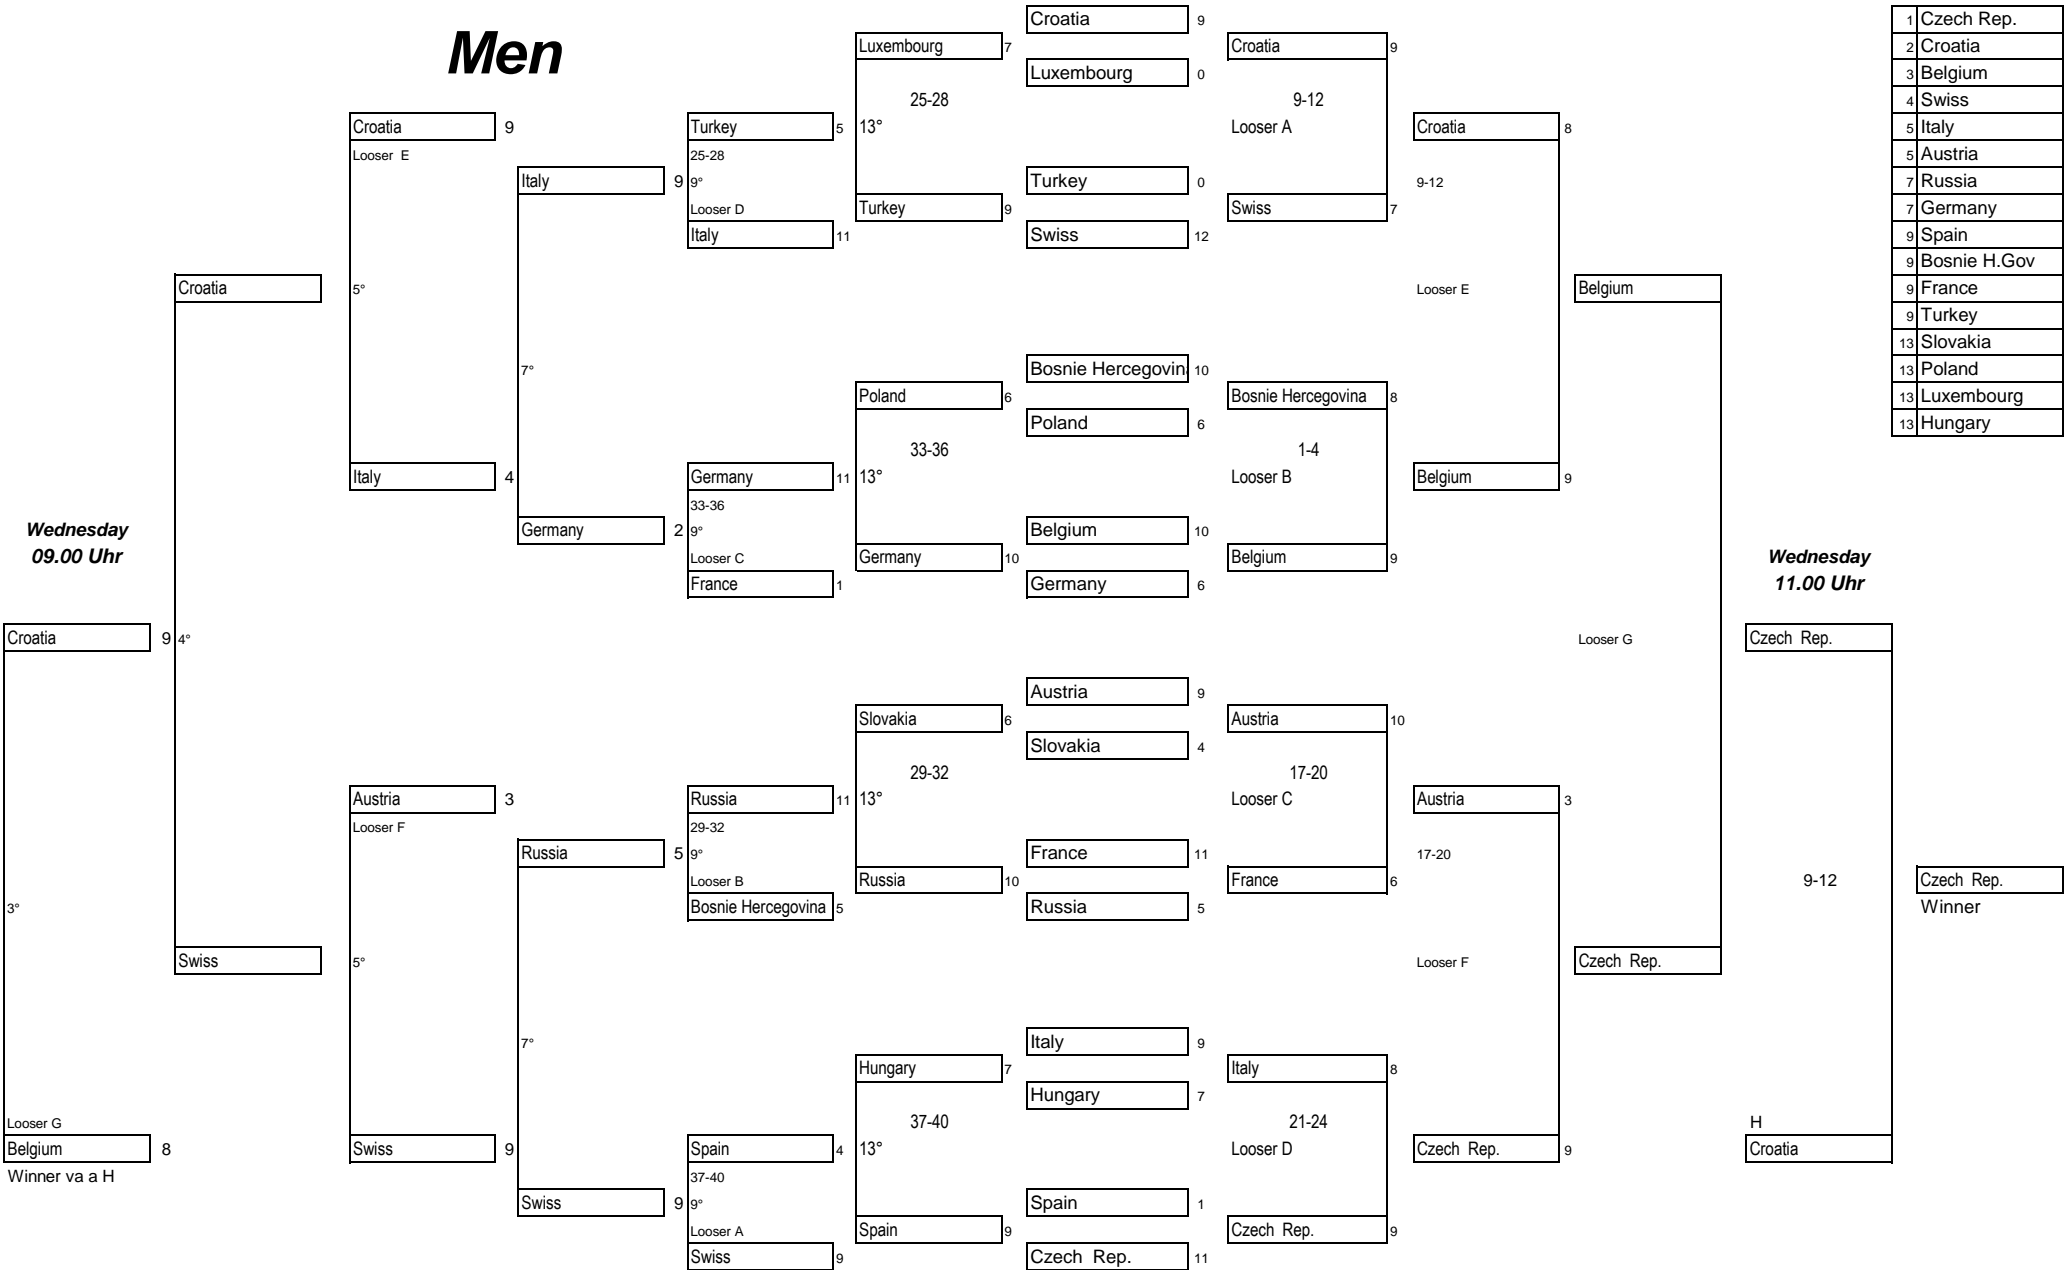 Men
Croatia 9
Luxembourg 7
Croatia 9
Luxembourg 0
25-28
9-12
Croatia 9
Turkey 5
13°
Looser A
Croatia 8
Looser E
25-28
Italy 9
9°
Turkey 0
9-12
Looser D
Turkey 9
Swiss 7
Italy 11
Swiss 12
Croatia
5°
Looser E
Belgium
7°
Bosnie Hercegovin 10
Poland 6
Bosnie Hercegovina 8
Poland 6
33-36
1-4
Italy 4
Germany 11
13°
Looser B
Belgium 9
33-36
Wednesday
09.00 Uhr
Germany 2
9°
Belgium 10
Looser C
Germany 10
Belgium 9
France 1
Germany 6
Wednesday
11.00 Uhr
Croatia 9
4°
Looser G
Czech Rep.
Austria 9
Slovakia 6
Austria 10
Slovakia 4
29-32
17-20
Austria 3
Russia 11
13°
Looser C
Austria 3
Looser F
29-32
Russia 5
9°
France 11
17-20
Looser B
Russia 10
France 6
9-12
Czech Rep.
3°
Bosnie Hercegovina 5
Russia 5
Winner
Swiss
5°
Looser F
Czech Rep.
7°
Italy 9
Hungary 7
Italy 8
Hungary 7
Looser G
37-40
21-24
H
Belgium 8
Swiss 9
Spain 4
13°
Looser D
Czech Rep. 9
Croatia
Winner va a H
37-40
Swiss 9
9°
Spain 1
Looser A
Spain 9
Czech Rep. 9
Swiss 9
Czech Rep. 11
1 Czech Rep.
2 Croatia
3 Belgium
4 Swiss
5 Italy
5 Austria
7 Russia
7 Germany
9 Spain
9 Bosnie H.Gov
9 France
9 Turkey
13 Slovakia
13 Poland
13 Luxembourg
13 Hungary